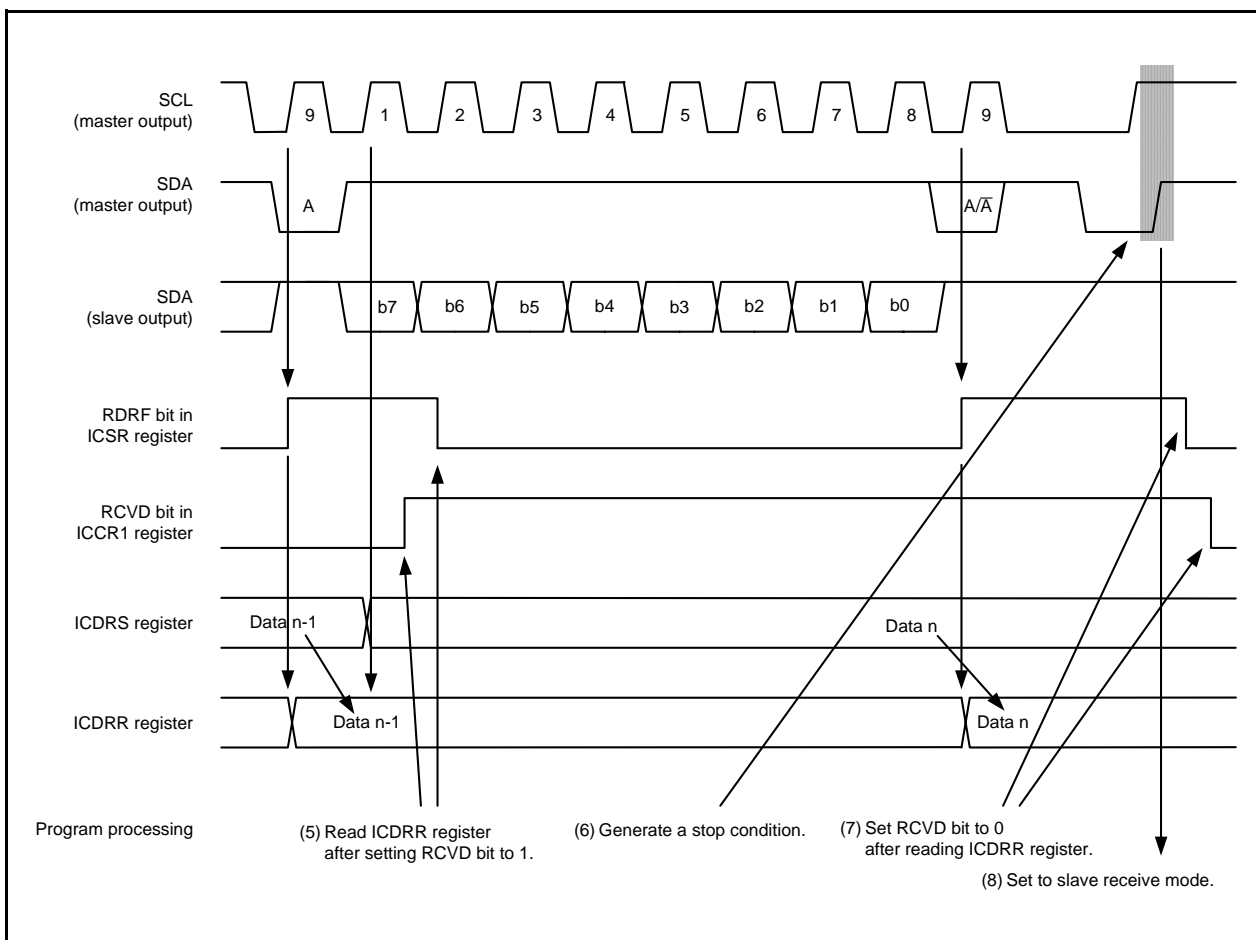 SCL
(master output)
9 1 2 3 4 5 6 7 8 9
SDA
(master output)
A A/A̅
SDA
(slave output)
b7 b6 b5 b4 b3 b2 b1 b0
RDRF bit in
ICSR register
RCVD bit in
ICCR1 register
ICDRS register
Data n-1 Data n
ICDRR register
Data n-1 Data n
Program processing
(5) Read ICDRR register
after setting RCVD bit to 1.
(6) Generate a stop condition.
(7) Set RCVD bit to 0
after reading ICDRR register.
(8) Set to slave receive mode.